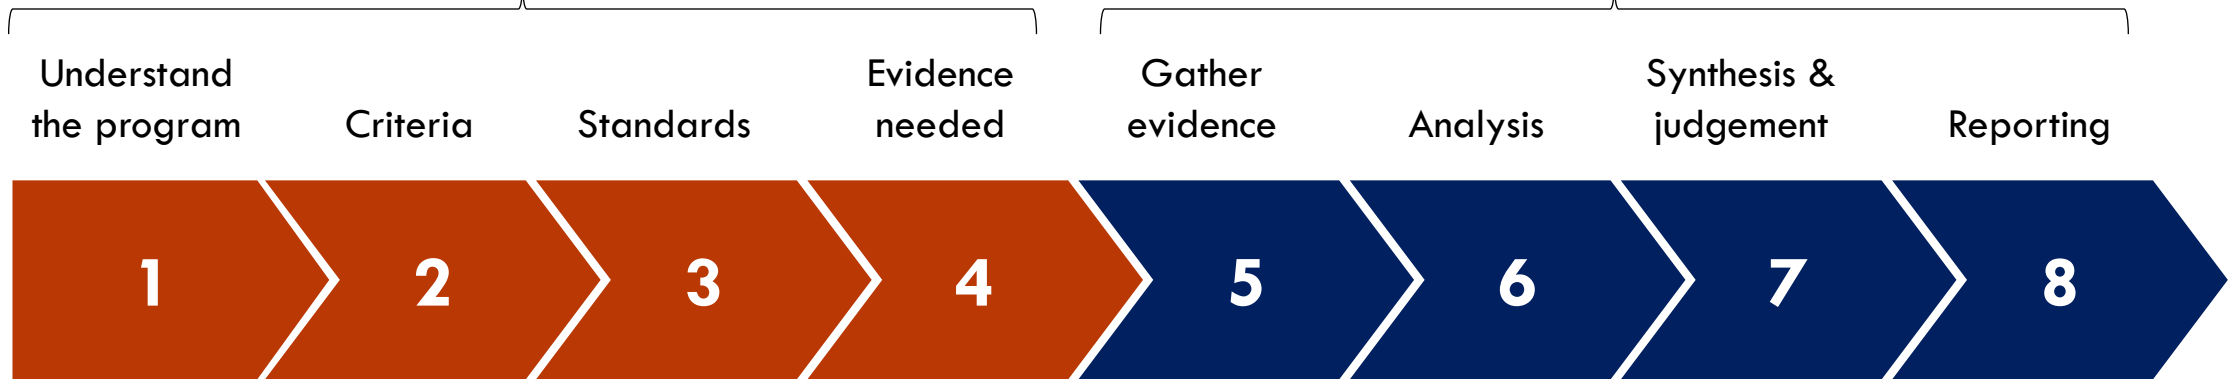 Understand
the program
Criteria
Standards
Evidence
needed
Gather
evidence
Analysis
Synthesis &
judgement
Reporting
1
2
3
4
5
6
7
8